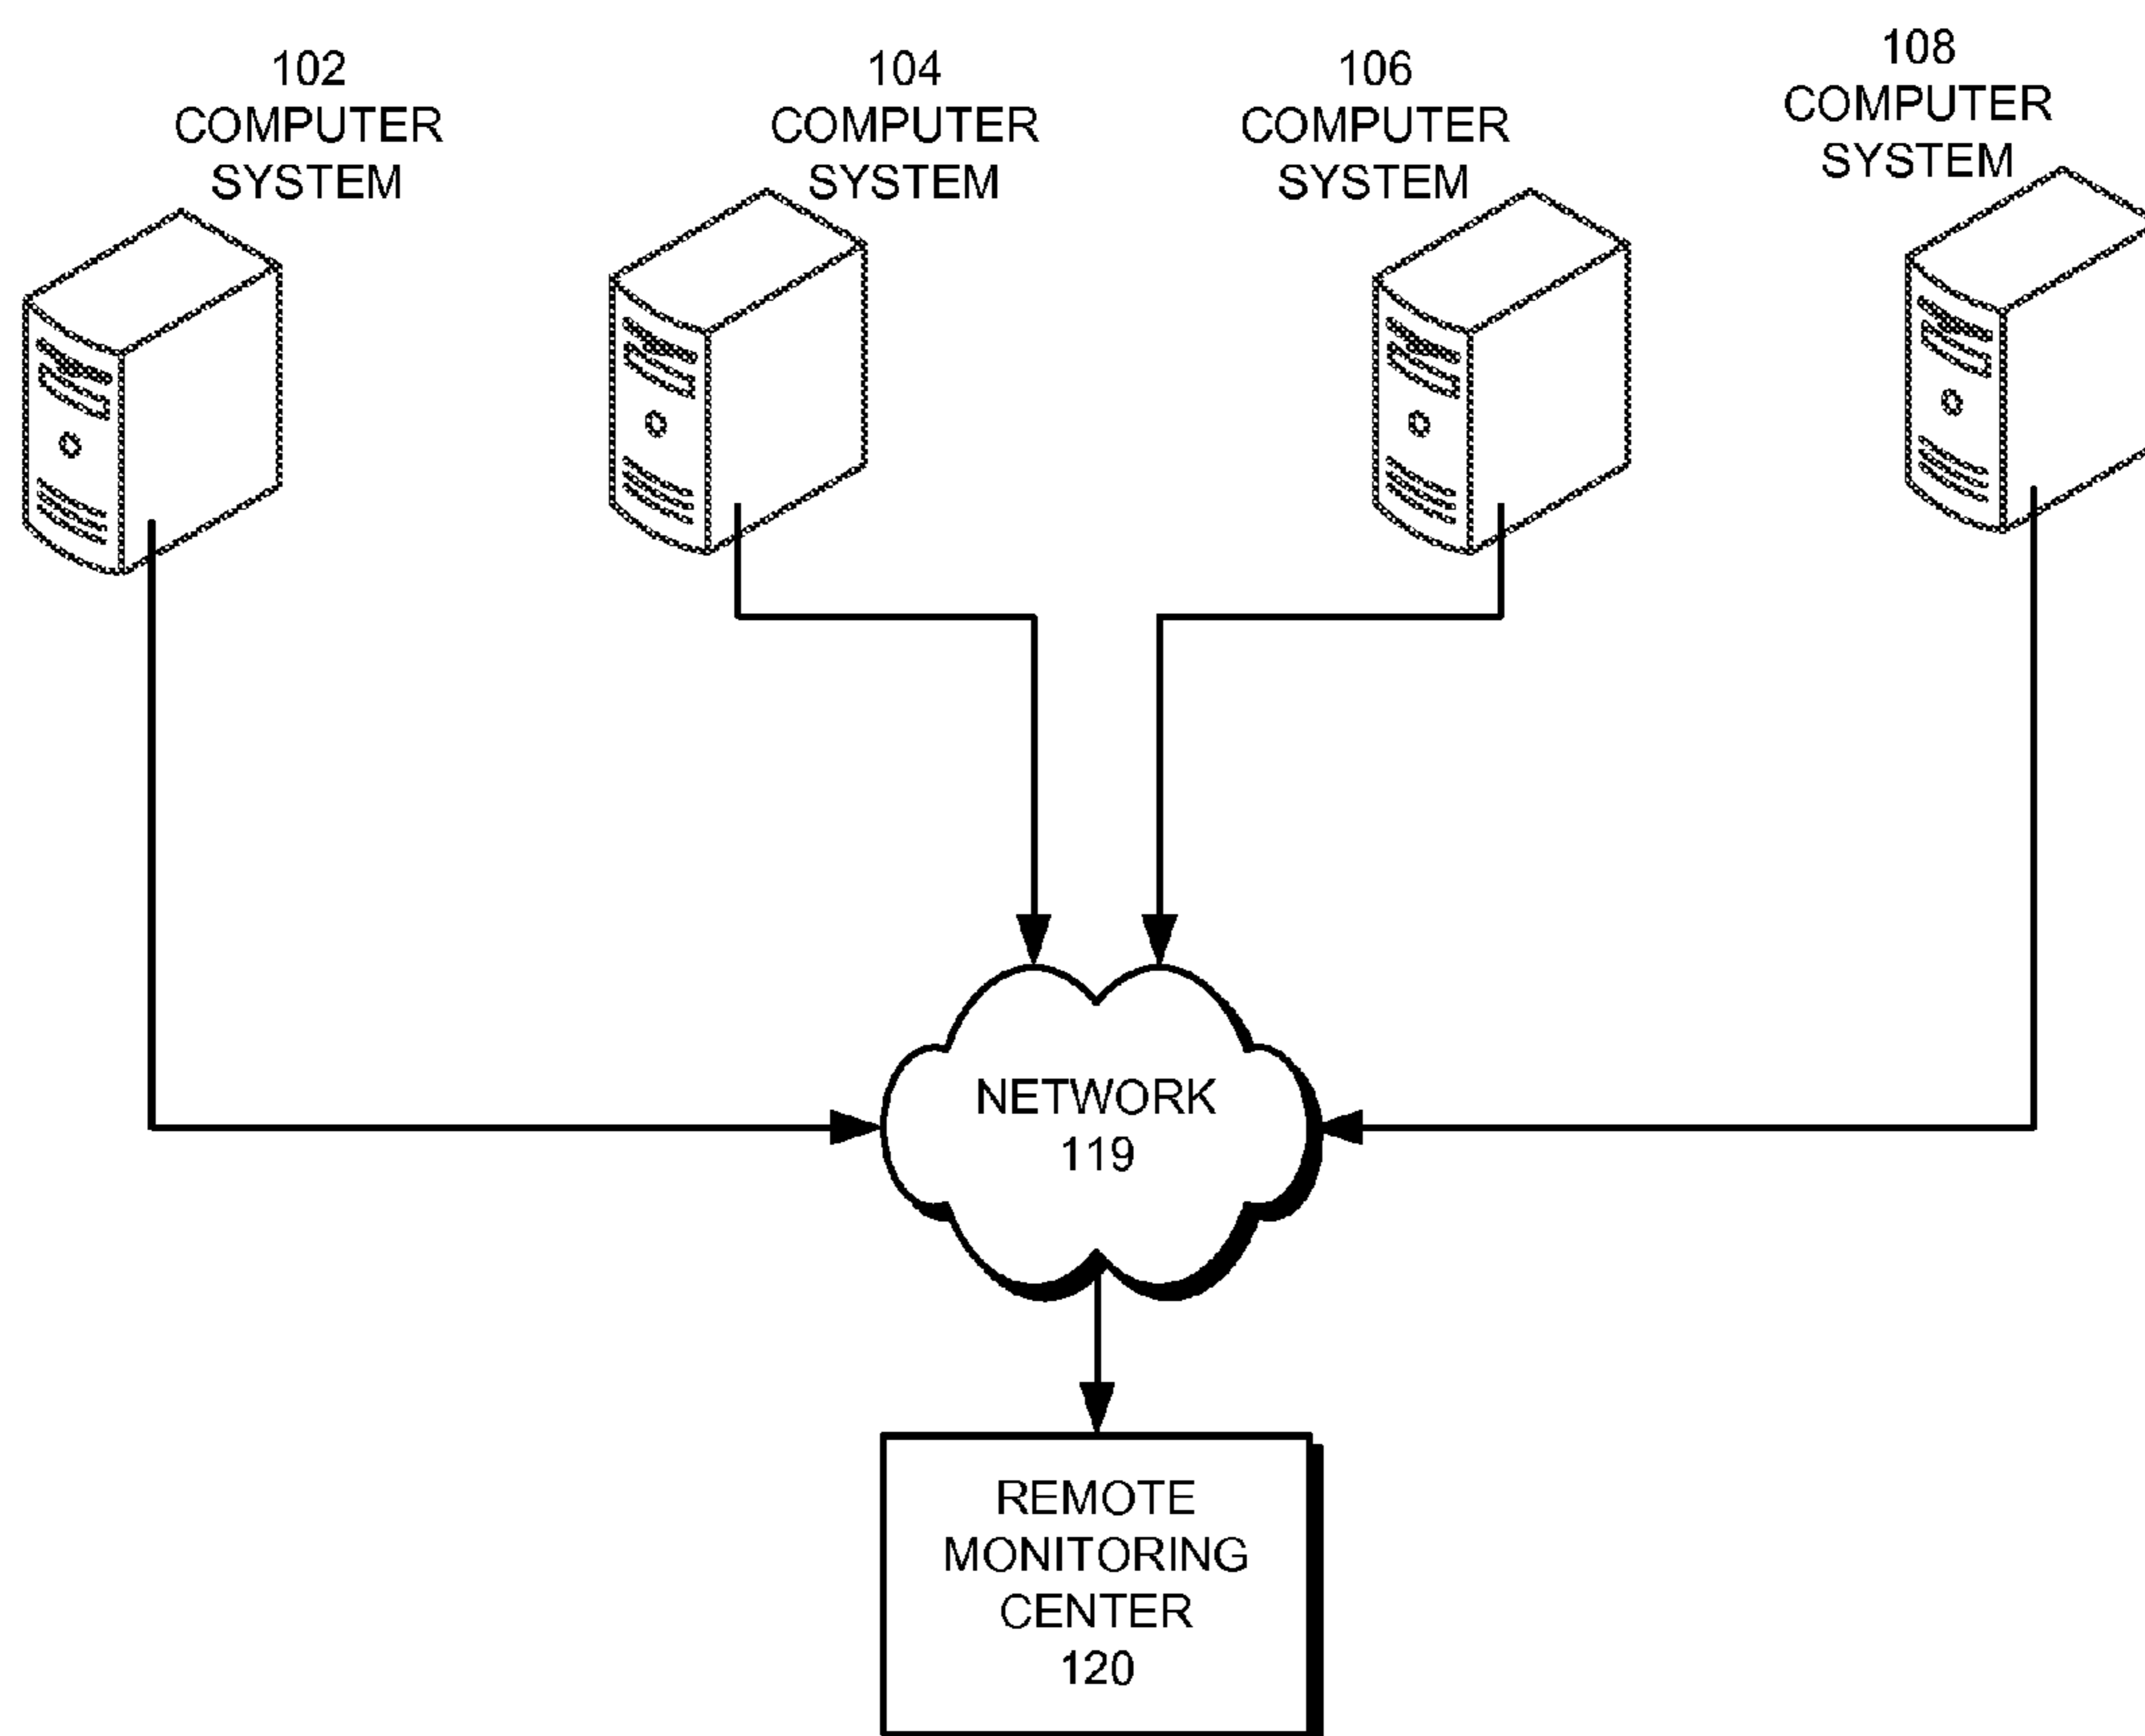 102
COMPUTER
SYSTEM
104
COMPUTER
SYSTEM
106
COMPUTER
SYSTEM
108
COMPUTER
SYSTEM
NETWORK
119
REMOTE
MONITORING
CENTER
120